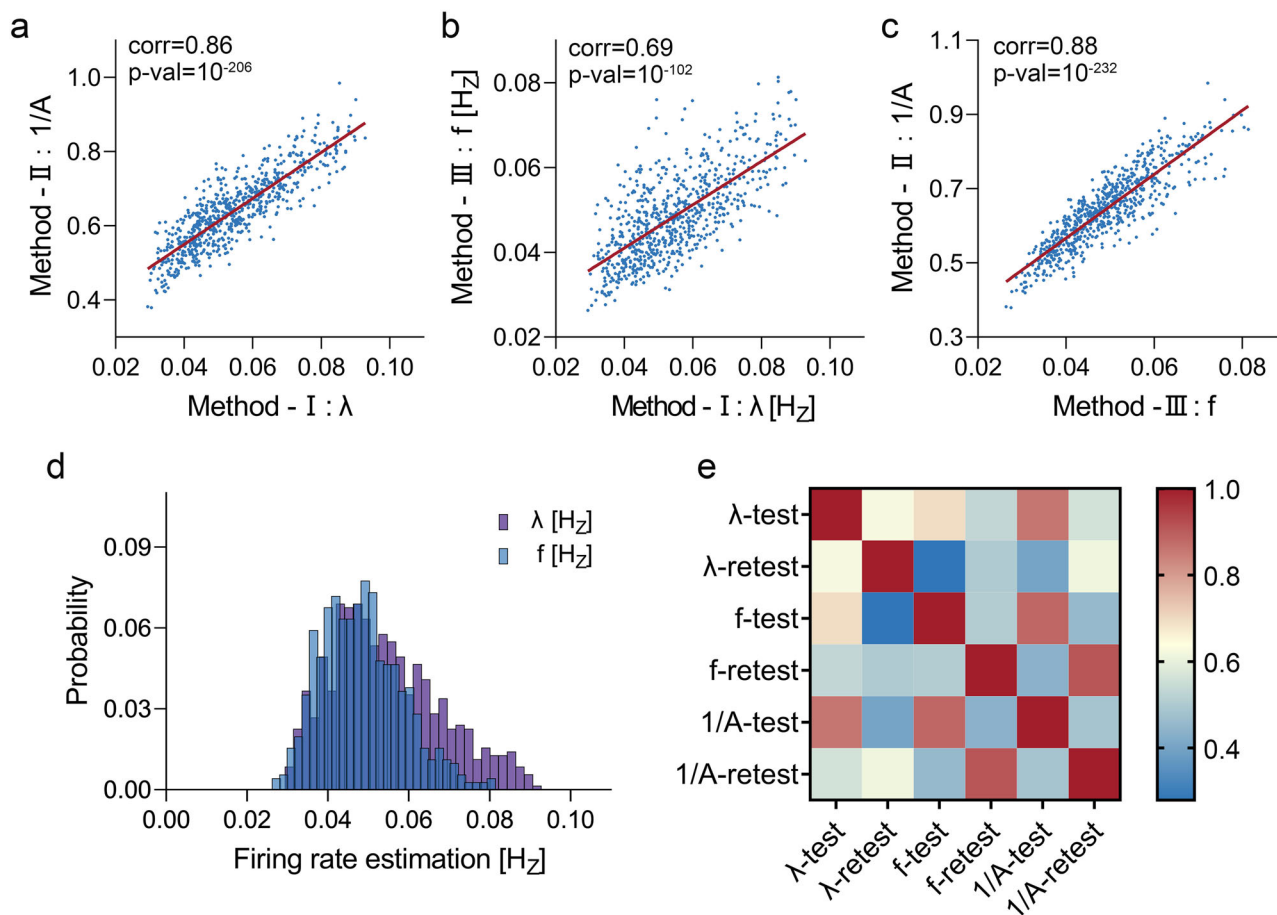 a
corr=0.86
p-val=10⁻²⁰⁶
1.0
0.8
0.6
0.4
Method - II : 1/A
0.02 0.04 0.06 0.08 0.10
Method - I : λ
b
corr=0.69
p-val=10⁻¹⁰²
0.08
0.06
0.04
0.02
Method - III : f [Hz]
0.02 0.04 0.06 0.08 0.10
Method - I : λ [Hz]
c
corr=0.88
p-val=10⁻²³²
1.1
0.9
0.7
0.5
0.3
Method - II : 1/A
0.02 0.04 0.06 0.08
Method -III : f
d
λ [Hz]
f [Hz]
0.09
0.06
0.03
0.00
Probability
0.00 0.02 0.04 0.06 0.08 0.10
Firing rate estimation [Hz]
e
λ-test
λ-retest
f-test
f-retest
1/A-test
1/A-retest
λ-test
λ-retest
f-test
f-retest
1/A-test
1/A-retest
1.0
0.8
0.6
0.4